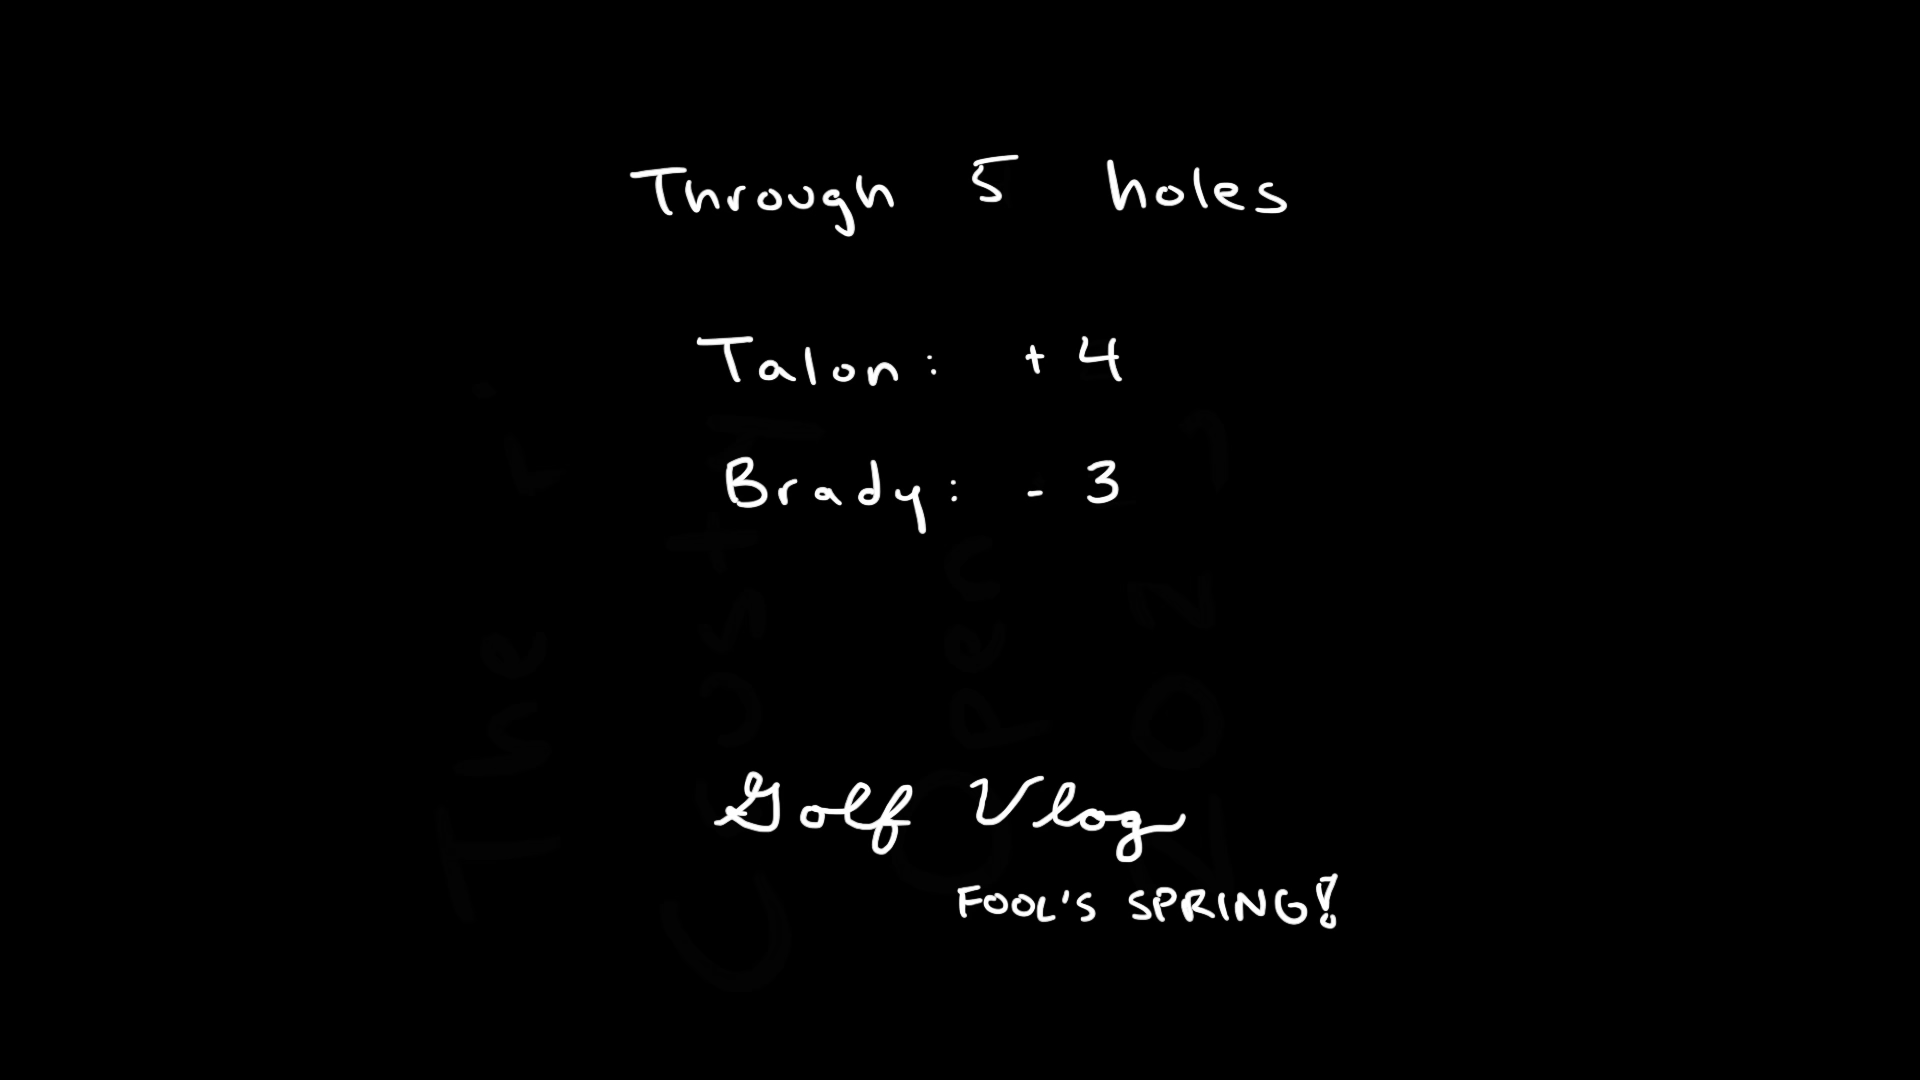 Through 5 holes
Talon: +4
Brady: -3
Golf Vlog
FOOL'S SPRING!